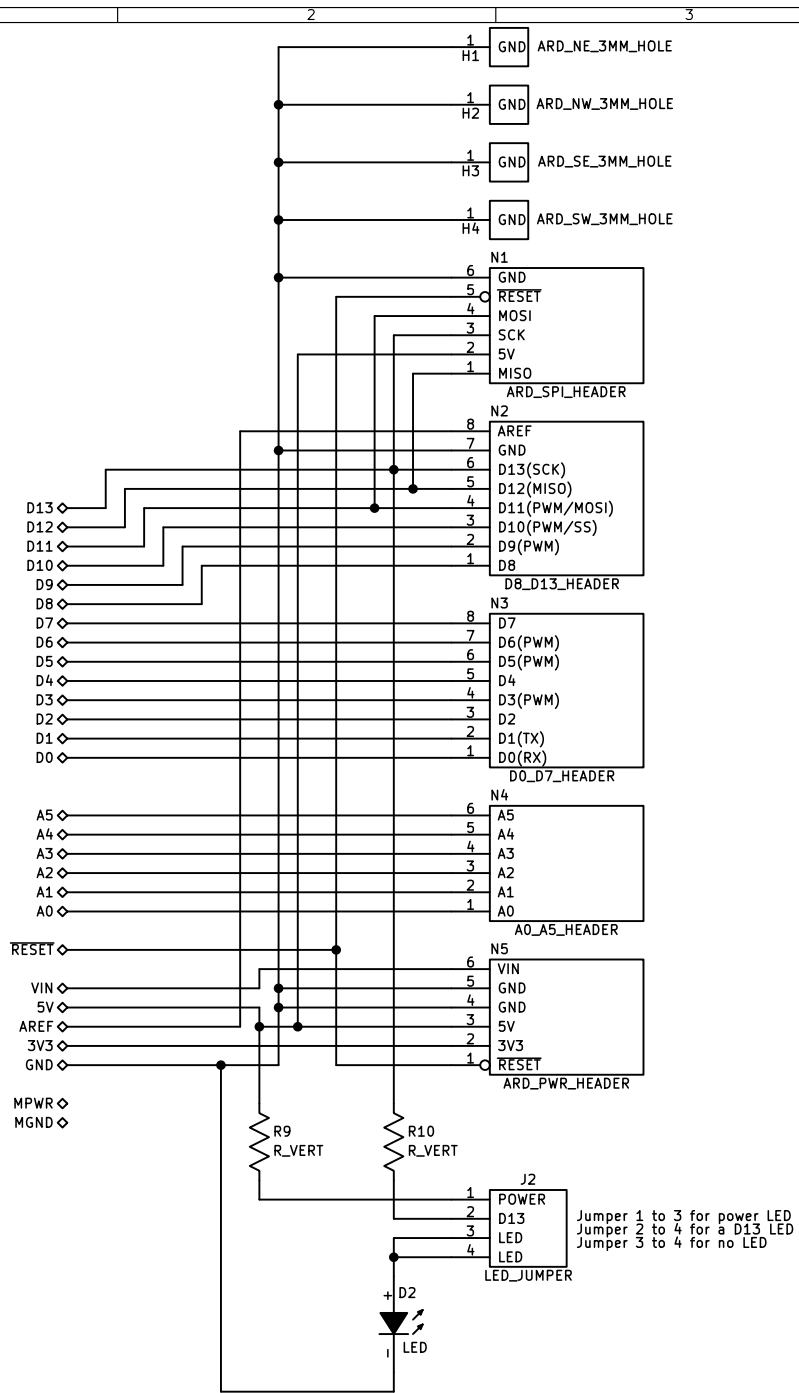 2 3
1 GND ARD_NE_3MM_HOLE
H1
1 GND ARD_NW_3MM_HOLE
H2
1 GND ARD_SE_3MM_HOLE
H3
1 GND ARD_SW_3MM_HOLE
H4
N1
6 GND
5 RESET
4 MOSI
3 SCK
2 5V
1 MISO
ARD_SPI_HEADER
N2
8 AREF
7 GND
6 D13(SCK)
5 D12(MISO)
D13 4 D11(PWM/MOSI)
D12 3 D10(PWM/SS)
D11 2 D9(PWM)
D10 1 D8
D9 D8_D13_HEADER
D8 N3
D7 8 D7
D6 7 D6(PWM)
D5 6 D5(PWM)
D4 5 D4
D3 4 D3(PWM)
D2 3 D2
D1 2 D1(TX)
D0 1 D0(RX)
D0_D7_HEADER
N4
A5 6 A5
A4 5 A4
A3 4 A3
A2 3 A2
A1 2 A1
A0 1 A0
A0_A5_HEADER
RESET N5
6 VIN
VIN 5 GND
5V 4 GND
AREF 3 5V
3V3 2 3V3
GND 1 RESET
ARD_PWR_HEADER
MPWR
MGND
R9 R10
R_VERT R_VERT
J2
1 POWER
2 D13
3 LED
4 LED
LED_JUMPER
Jumper 1 to 3 for power LED
Jumper 2 to 4 for a D13 LED
Jumper 3 to 4 for no LED
+ D2
LED